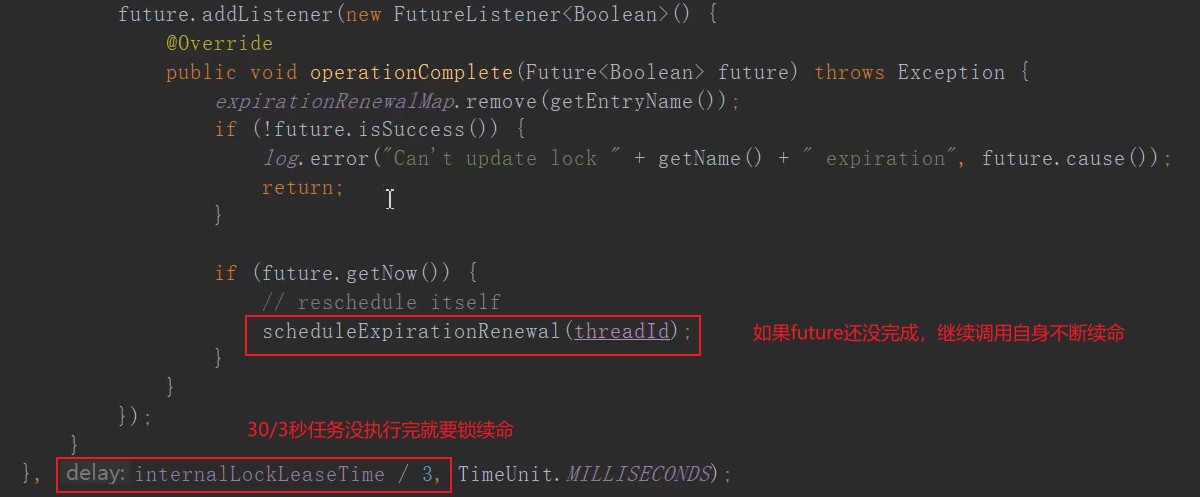 future.addListener(new FutureListener<Boolean>() {
@Override
public void operationComplete(Future<Boolean> future) throws Exception {
expirationRenewalMap.remove(getEntryName());
if (!future.isSuccess()) {
log.error("Can't update lock " + getName() + " expiration", future.cause());
return;
}
if (future.getNow()) {
// reschedule itself
scheduleExpirationRenewal(threadId); 如果future还没完成，继续调用自身不断续命
}
}
});
30/3秒任务没执行完就要锁续命
}
}, delay: internalLockLeaseTime / 3, TimeUnit.MILLISECONDS);